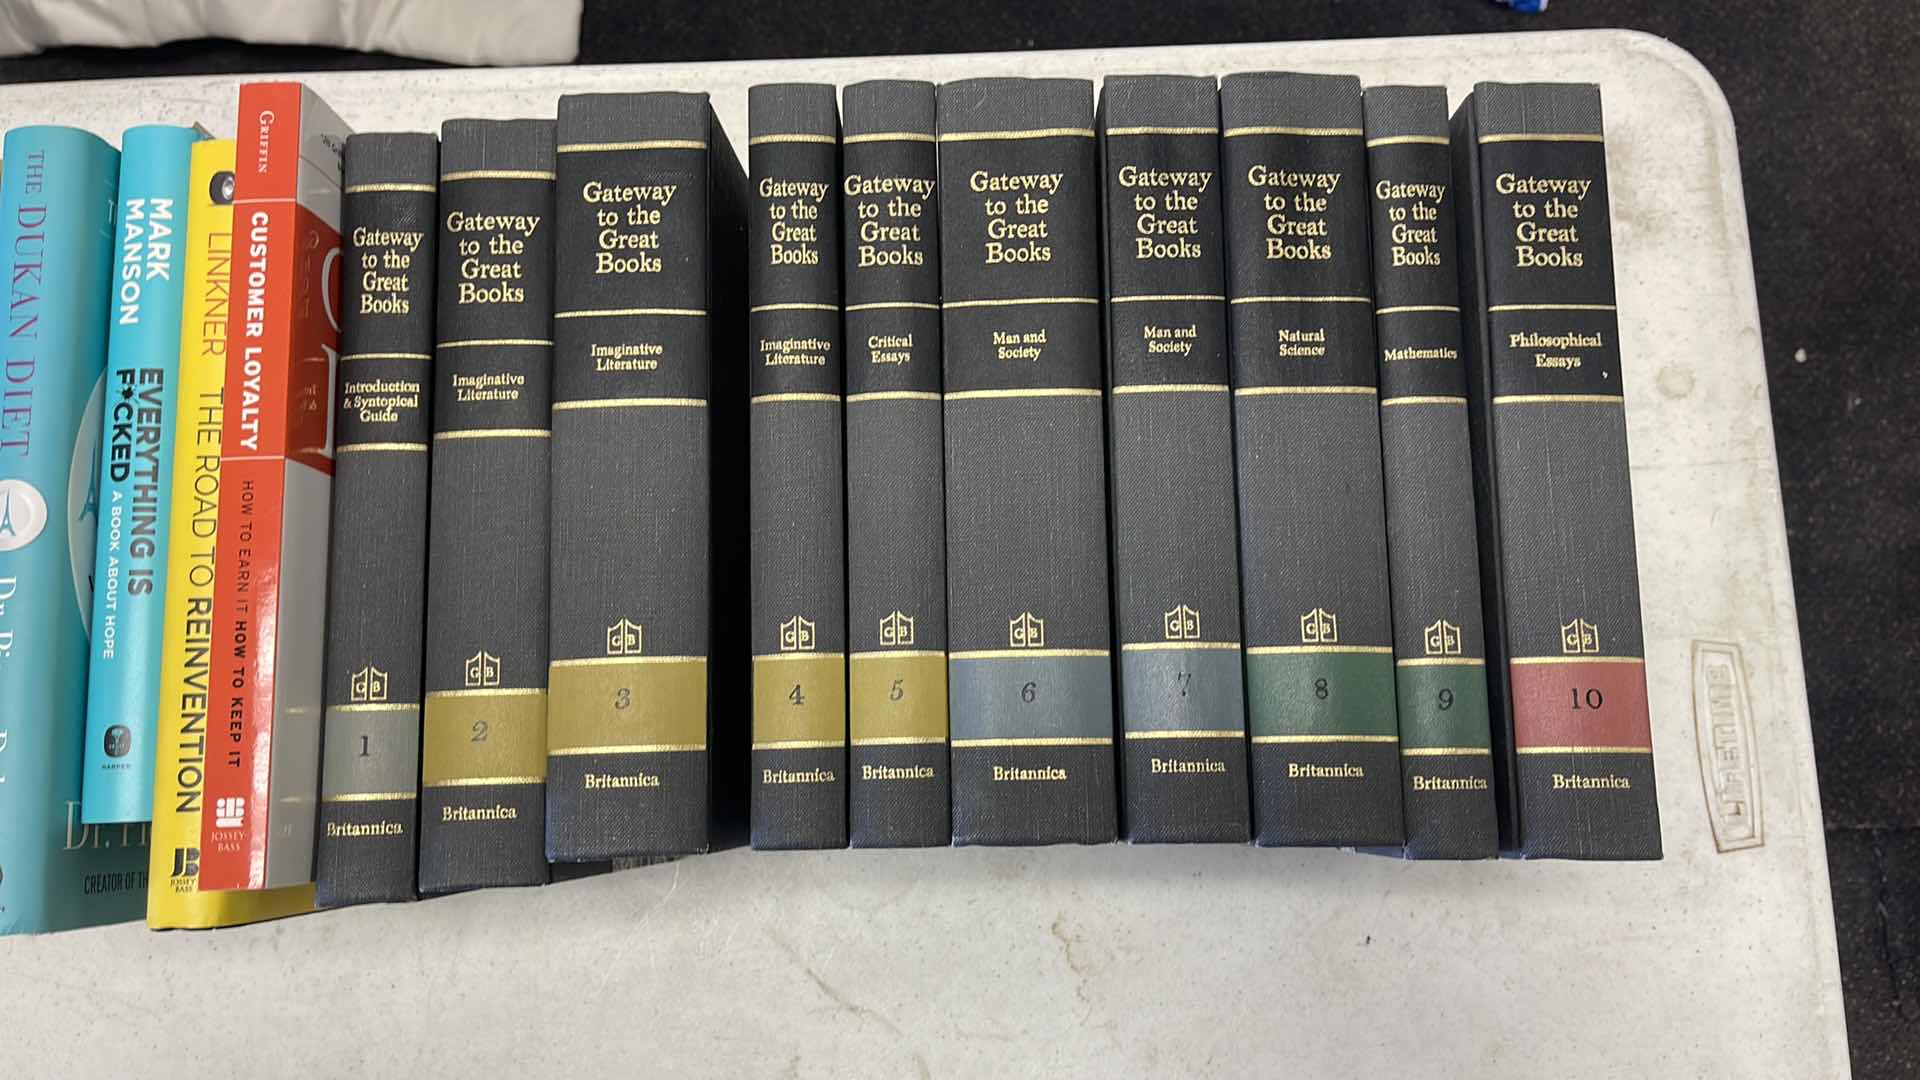 THE DUKAN DIET
MARK
MANSON
EVERYTHING IS
F*CKED
A BOOK ABOUT HOPE
HARPER
CREATOR OF
LINKNER
THE ROAD TO REINVENTION
JB
JOSSEY-
BASS
GRIFFIN
CUSTOMER LOYALTY
HOW TO EARN IT HOW TO KEEP IT
JOSSEY-
BASS
Gateway
to the
Great
Books
Introduction
& Syntopical
Guide
G B
1
Britannica
Gateway
to the
Great
Books
Imaginative
Literature
G B
2
Britannica
Gateway
to the
Great
Books
Imaginative
Literature
G B
3
Britannica
Gateway
to the
Great
Books
Imaginative
Literature
G B
4
Britannica
Gateway
to the
Great
Books
Critical
Essays
G B
5
Britannica
Gateway
to the
Great
Books
Man and
Society
G B
6
Britannica
Gateway
to the
Great
Books
Man and
Society
G B
7
Britannica
Gateway
to the
Great
Books
Natural
Science
G B
8
Britannica
Gateway
to the
Great
Books
Mathematics
G B
9
Britannica
Gateway
to the
Great
Books
Philosophical
Essays
G B
10
Britannica
LIFETIME